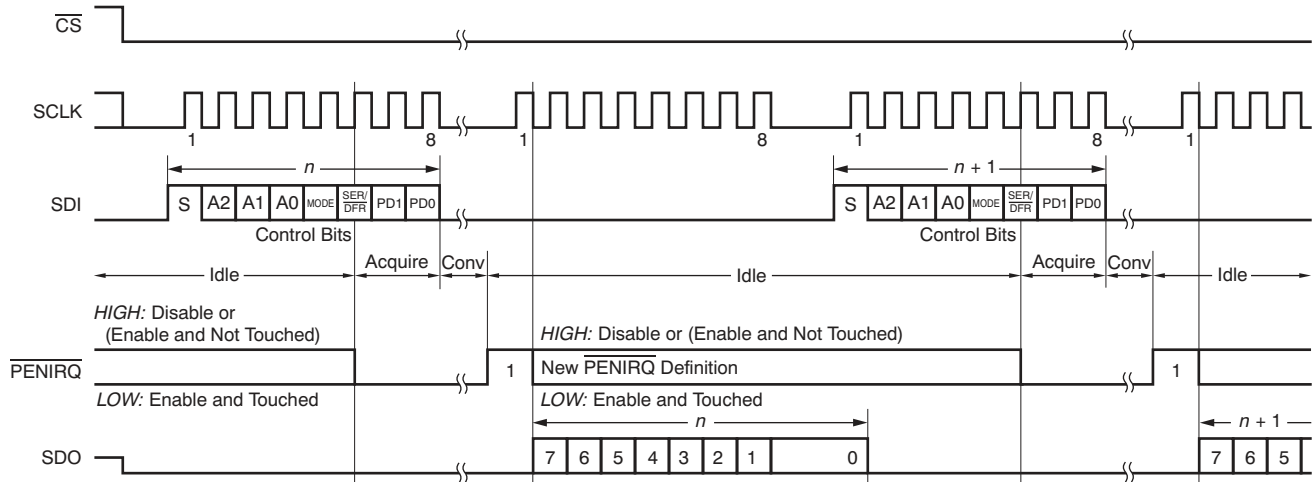 CS
SCLK
1 8 1 8 1 8 1
n n + 1
SDI S A2 A1 A0 MODE SER/DFR PD1 PD0 S A2 A1 A0 MODE SER/DFR PD1 PD0
Control Bits Control Bits
Idle Acquire Conv Idle Acquire Conv Idle
HIGH: Disable or
(Enable and Not Touched)
HIGH: Disable or (Enable and Not Touched)
PENIRQ 1 New PENIRQ Definition 1
LOW: Enable and Touched LOW: Enable and Touched
n n + 1
SDO 7 6 5 4 3 2 1 0 7 6 5